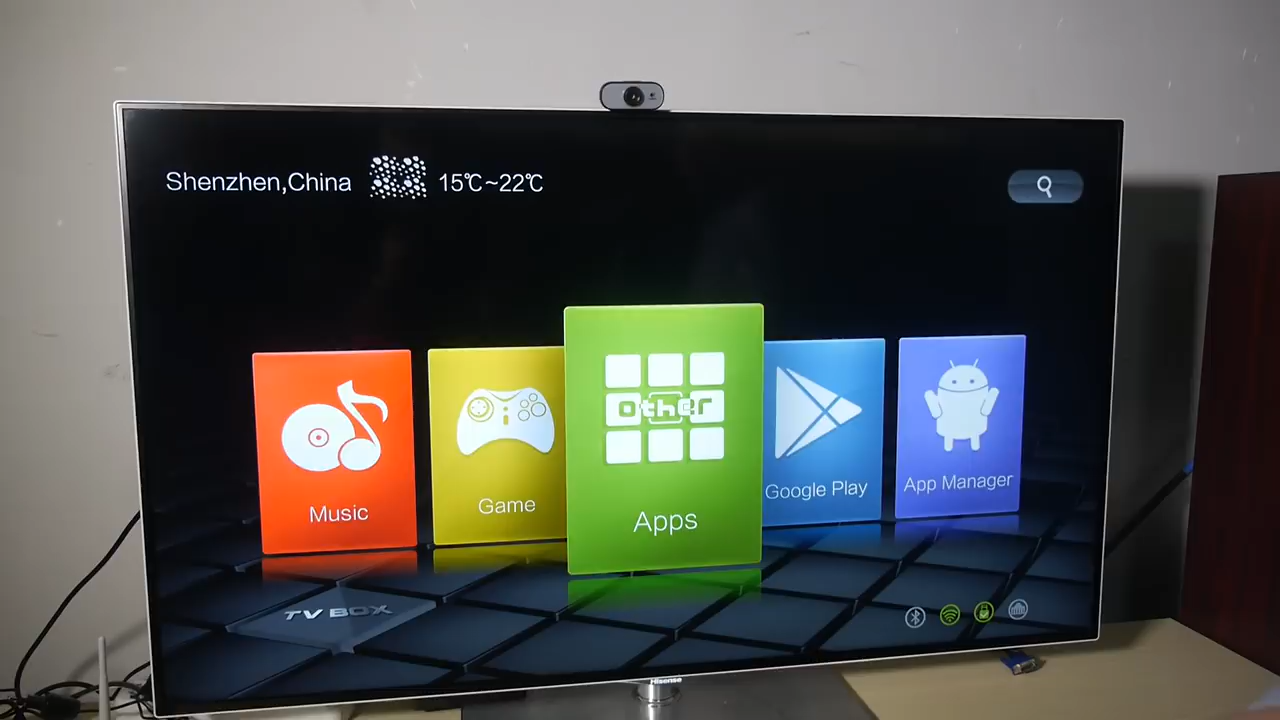 Shenzhen,China 15℃~22℃
Music
Game
Other
Apps
Google Play
App Manager
TV BOX
Hisense